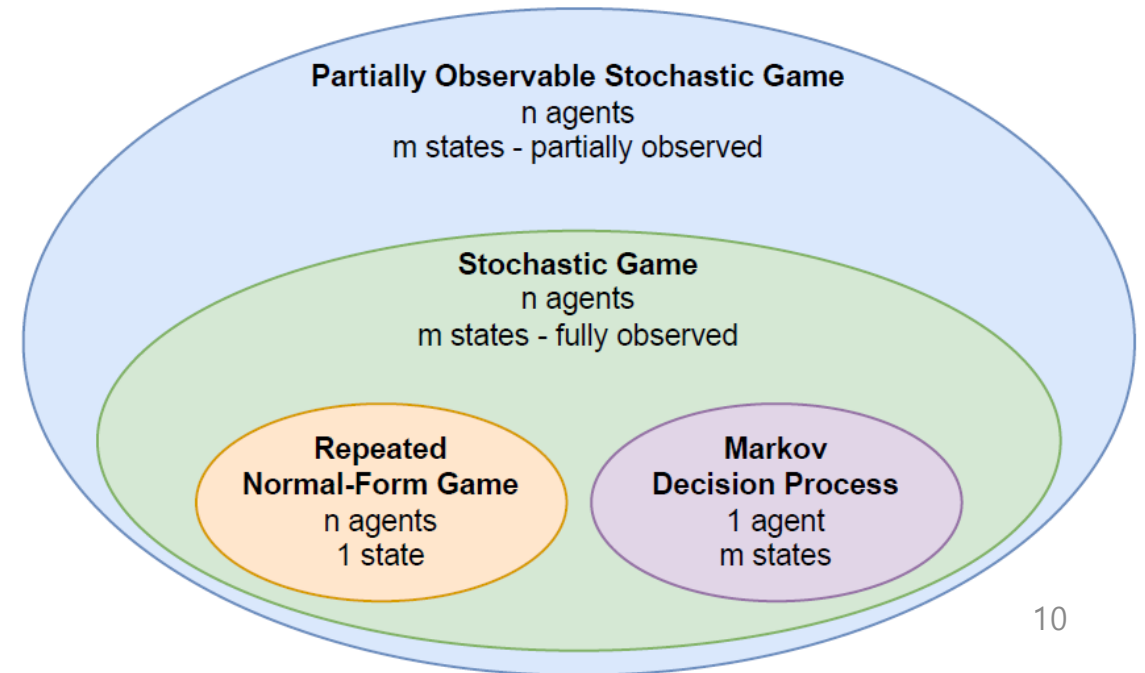 Partially Observable Stochastic Game
n agents
m states - partially observed
Stochastic Game
n agents
m states - fully observed
Repeated
Normal-Form Game
n agents
1 state
Markov
Decision Process
1 agent
m states
10